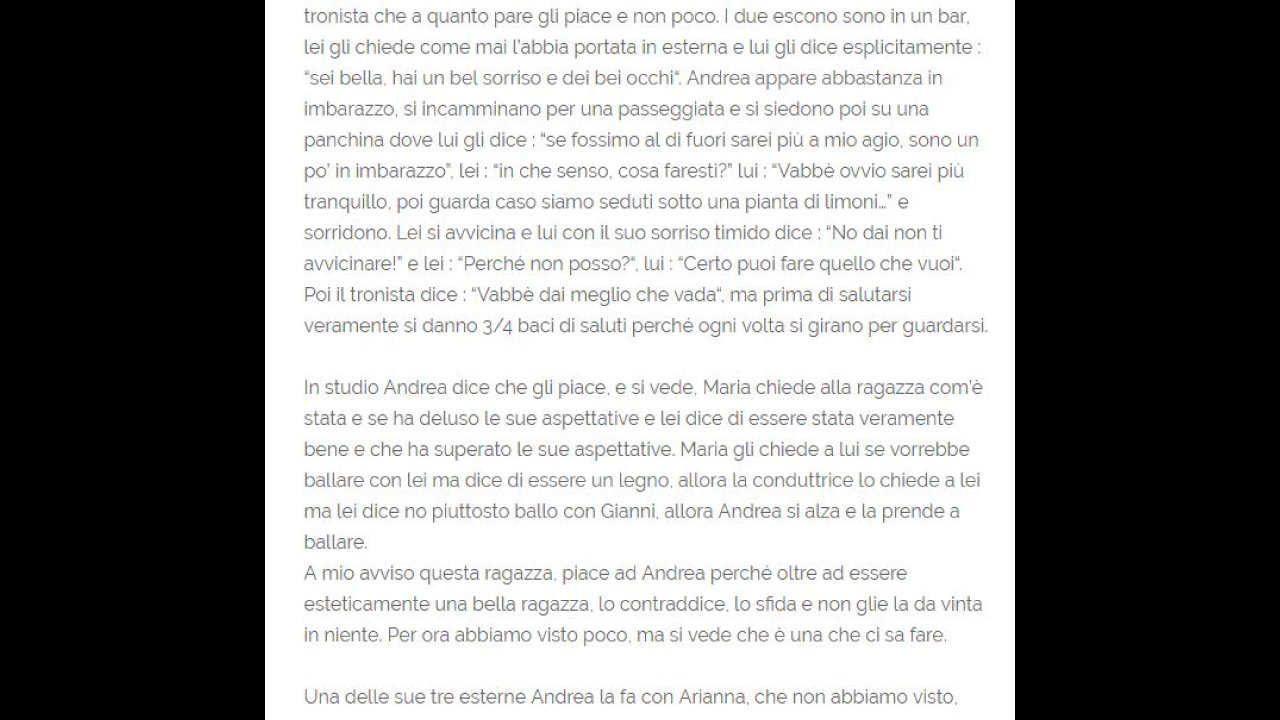 tronista che a quanto pare gli piace e non poco. I due escono sono in un bar,
lei gli chiede come mai l'abbia portata in esterna e lui gli dice esplicitamente :
“sei bella, hai un bel sorriso e dei bei occhi“. Andrea appare abbastanza in
imbarazzo, si incamminano per una passeggiata e si siedono poi su una
panchina dove lui gli dice : “se fossimo al di fuori sarei più a mio agio, sono un
po’ in imbarazzo”, lei : “in che senso, cosa faresti?” lui : “Vabbè ovvio sarei più
tranquillo, poi guarda caso siamo seduti sotto una pianta di limoni…” e
sorridono. Lei si avvicina e lui con il suo sorriso timido dice : “No dai non ti
avvicinare!” e lei : “Perché non posso?“, lui : “Certo puoi fare quello che vuoi“.
Poi il tronista dice : “Vabbè dai meglio che vada“, ma prima di salutarsi
veramente si danno 3/4 baci di saluti perché ogni volta si girano per guardarsi.
In studio Andrea dice che gli piace, e si vede, Maria chiede alla ragazza com'è
stata e se ha deluso le sue aspettative e lei dice di essere stata veramente
bene e che ha superato le sue aspettative. Maria gli chiede a lui se vorrebbe
ballare con lei ma dice di essere un legno, allora la conduttrice lo chiede a lei
ma lei dice no piuttosto ballo con Gianni, allora Andrea si alza e la prende a
ballare.
A mio avviso questa ragazza, piace ad Andrea perché oltre ad essere
esteticamente una bella ragazza, lo contraddice, lo sfida e non glie la da vinta
in niente. Per ora abbiamo visto poco, ma si vede che è una che ci sa fare.
Una delle sue tre esterne Andrea la fa con Arianna, che non abbiamo visto,